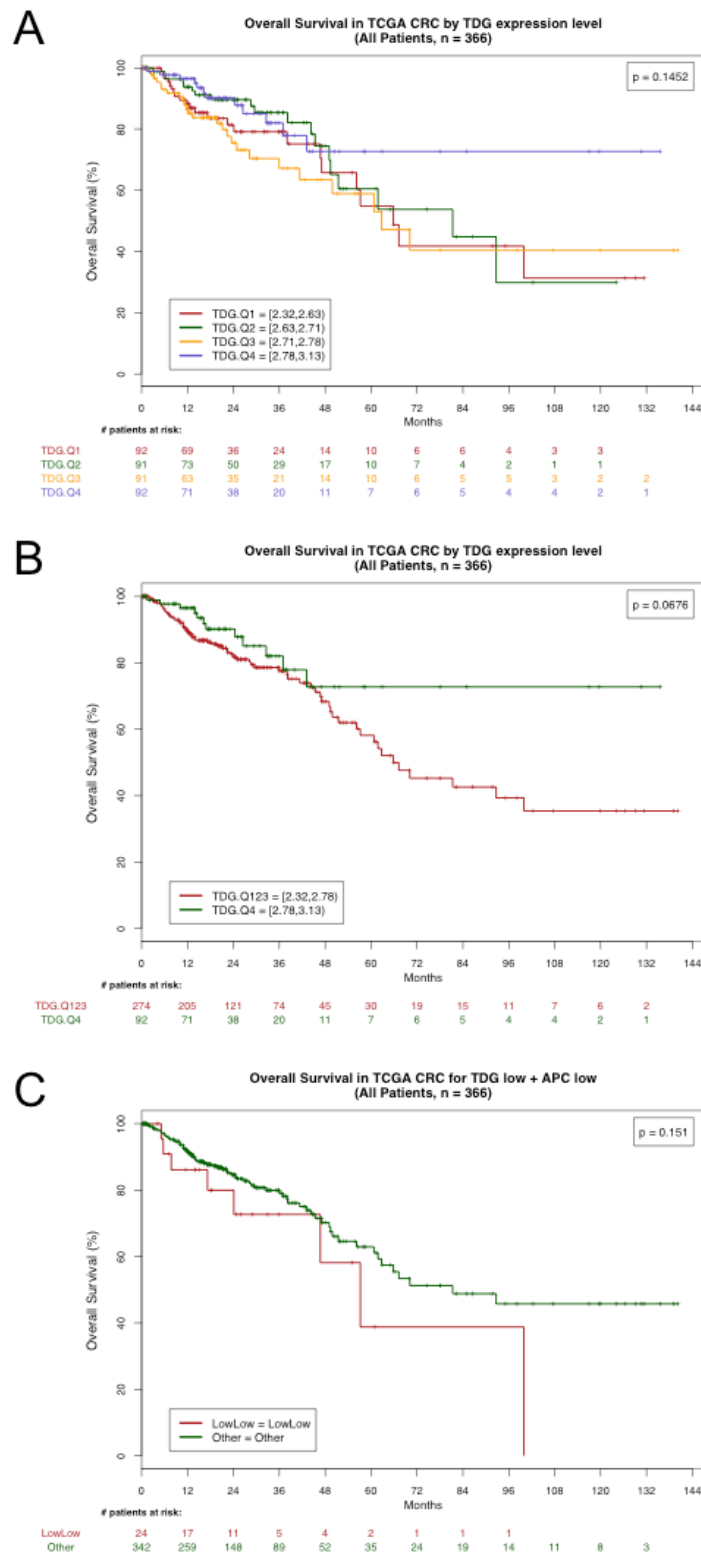 A
Overall Survival in TCGA CRC by TDG expression level
(All Patients, n = 366)
p = 0.1452
Overall Survival (%)
100
80
60
40
20
0
TDG.Q1 = [2.32,2.63)
TDG.Q2 = [2.63,2.71)
TDG.Q3 = [2.71,2.78)
TDG.Q4 = [2.78,3.13)
0 12 24 36 48 60 72 84 96 108 120 132 144
Months
# patients at risk:
TDG.Q1 92 69 36 24 14 10 6 6 4 3 3
TDG.Q2 91 73 50 29 17 10 7 4 2 1 1
TDG.Q3 91 63 35 21 14 10 6 5 5 3 2 2
TDG.Q4 92 71 38 20 11 7 6 5 4 4 2 1
B
Overall Survival in TCGA CRC by TDG expression level
(All Patients, n = 366)
p = 0.0676
Overall Survival (%)
100
80
60
40
20
0
TDG.Q123 = [2.32,2.78)
TDG.Q4 = [2.78,3.13)
0 12 24 36 48 60 72 84 96 108 120 132 144
Months
# patients at risk:
TDG.Q123 274 205 121 74 45 30 19 15 11 7 6 2
TDG.Q4 92 71 38 20 11 7 6 5 4 4 2 1
C
Overall Survival in TCGA CRC for TDG low + APC low
(All Patients, n = 366)
p = 0.151
Overall Survival (%)
100
80
60
40
20
0
LowLow = LowLow
Other = Other
0 12 24 36 48 60 72 84 96 108 120 132 144
Months
# patients at risk:
LowLow 24 17 11 5 4 2 1 1 1
Other 342 259 148 89 52 35 24 19 14 11 8 3